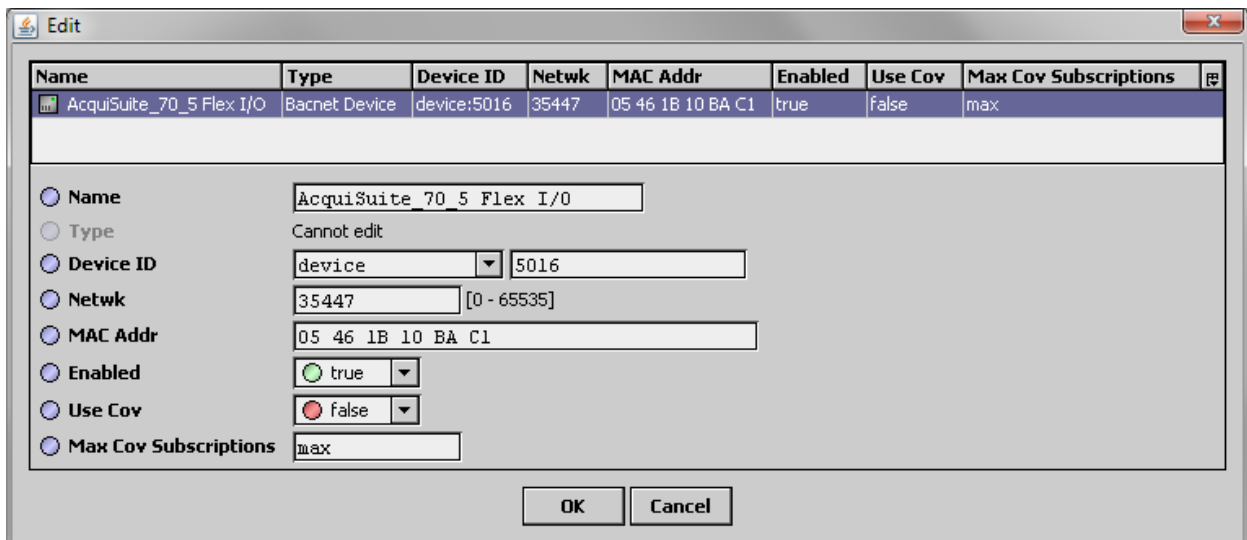 Edit
Name Type Device ID Netwk MAC Addr Enabled Use Cov Max Cov Subscriptions
AcquiSuite_70_5 Flex I/O Bacnet Device device:5016 35447 05 46 1B 10 BA C1 true false max
Name AcquiSuite_70_5 Flex I/O
Type Cannot edit
Device ID device 5016
Netwk 35447 [0 - 65535]
MAC Addr 05 46 1B 10 BA C1
Enabled true
Use Cov false
Max Cov Subscriptions max
OK Cancel